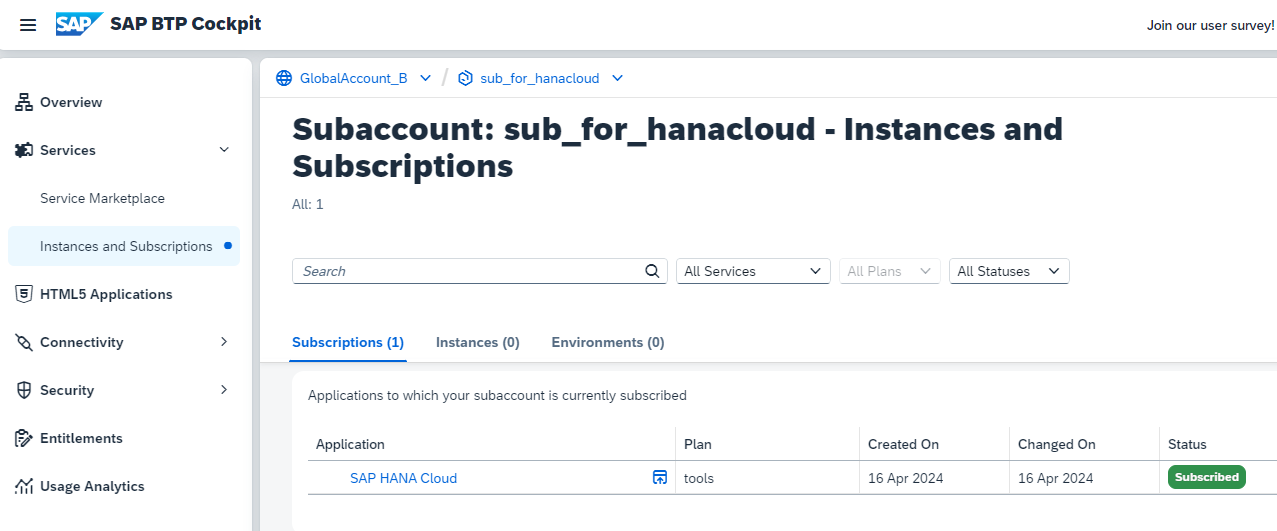 SAP SAP BTP Cockpit
Join our user survey!
Overview
Services
Service Marketplace
Instances and Subscriptions
HTML5 Applications
Connectivity
Security
Entitlements
Usage Analytics
GlobalAccount_B / sub_for_hanacloud
Subaccount: sub_for_hanacloud - Instances and
Subscriptions
All: 1
Search All Services All Plans All Statuses
Subscriptions (1) Instances (0) Environments (0)
Applications to which your subaccount is currently subscribed
Application Plan Created On Changed On Status
SAP HANA Cloud tools 16 Apr 2024 16 Apr 2024 Subscribed